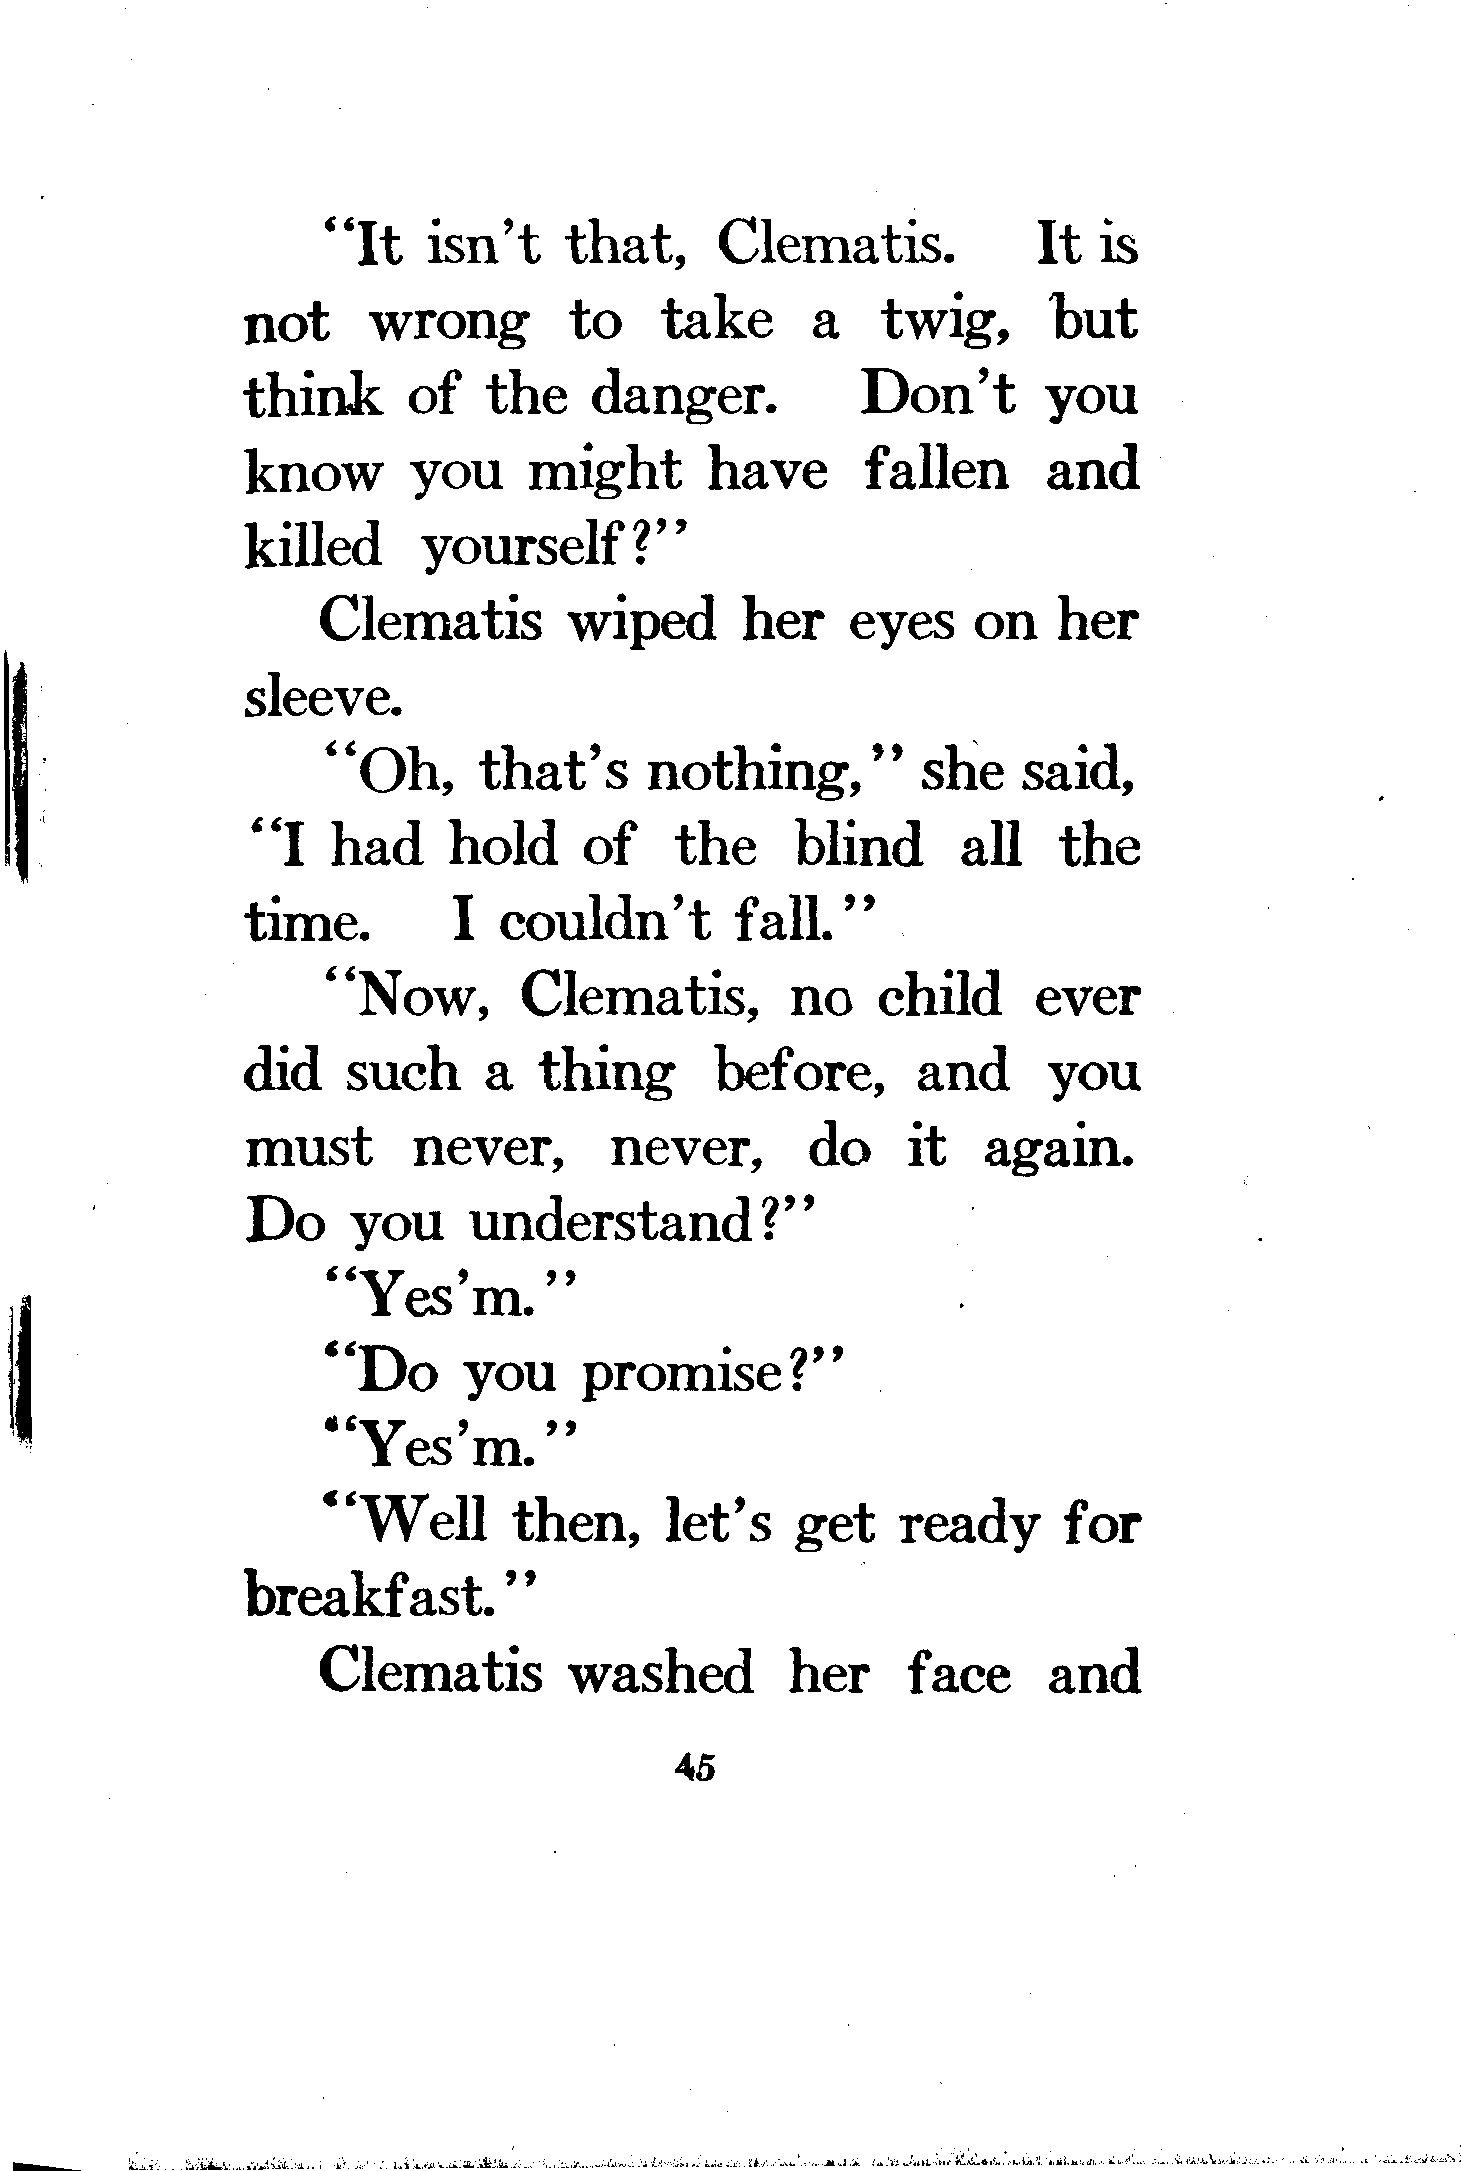 “It isn’t that, Clematis. It is
not wrong to take a twig, but
think of the danger. Don’t you
know you might have fallen and
killed yourself?”
Clematis wiped her eyes on her
sleeve.
“Oh, that’s nothing,” she said,
“I had hold of the blind all the
time. I couldn’t fall.”
“Now, Clematis, no child ever
did such a thing before, and you
must never, never, do it again.
Do you understand?”
“Yes’m.”
“Do you promise?”
“Yes’m.”
“Well then, let’s get ready for
breakfast.”
Clematis washed her face and
45